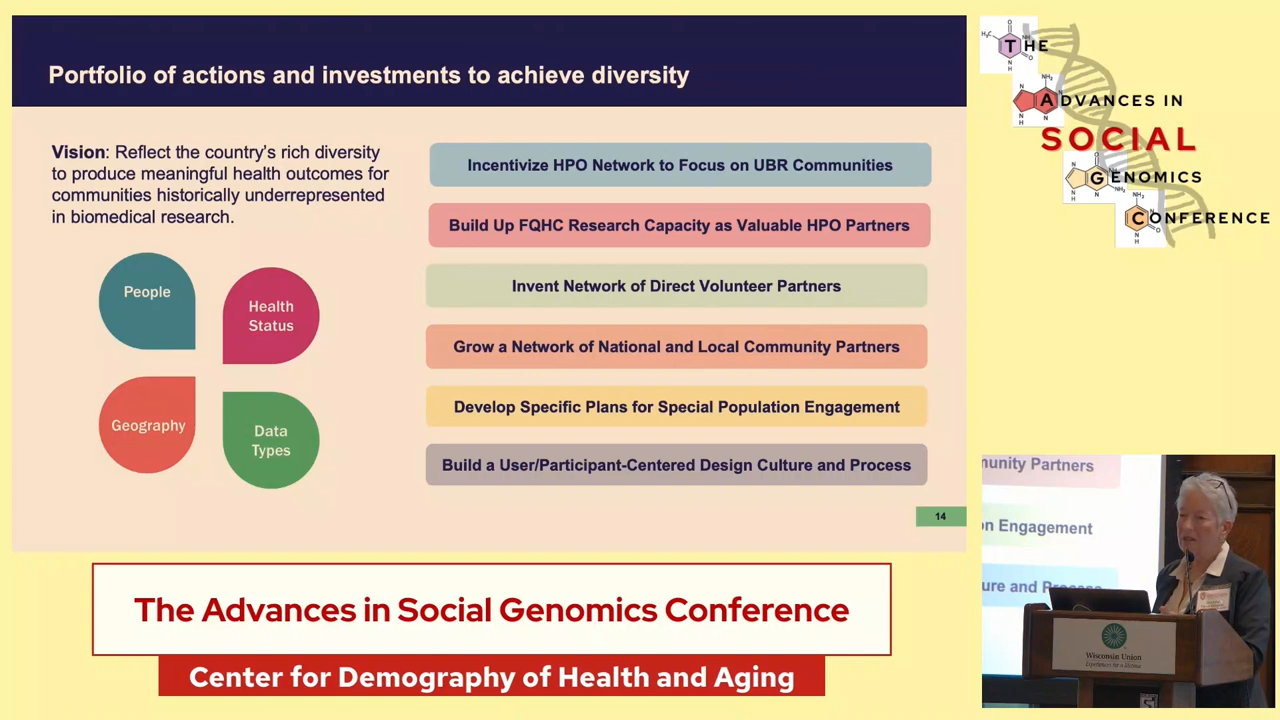 Portfolio of actions and investments to achieve diversity
Vision: Reflect the country's rich diversity
to produce meaningful health outcomes for
communities historically underrepresented
in biomedical research.
People
Health
Status
Geography
Data
Types
Incentivize HPO Network to Focus on UBR Communities
Build Up FQHC Research Capacity as Valuable HPO Partners
Invent Network of Direct Volunteer Partners
Grow a Network of National and Local Community Partners
Develop Specific Plans for Special Population Engagement
Build a User/Participant-Centered Design Culture and Process
14
THE
ADVANCES IN
SOCIAL
GENOMICS
CONFERENCE
munity Partners
on Engagement
ure and Process
Wisconsin Union
Experiences for a lifetime
The Advances in Social Genomics Conference
Center for Demography of Health and Aging